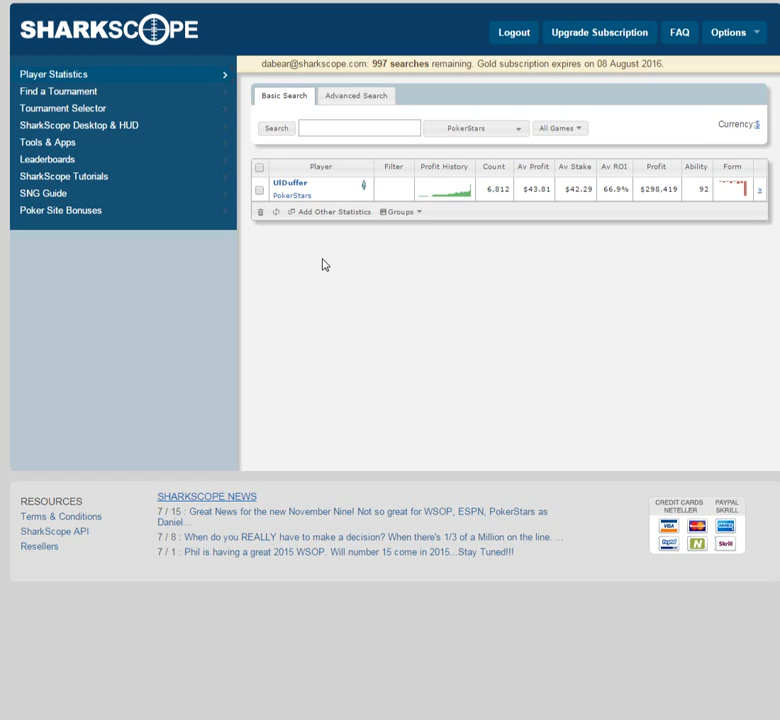 SHARKSCOPE
Logout
Upgrade Subscription
FAQ
Options
dabear@sharkscope.com: 997 searches remaining. Gold subscription expires on 08 August 2016.
Player Statistics
Find a Tournament
Tournament Selector
SharkScope Desktop & HUD
Tools & Apps
Leaderboards
SharkScope Tutorials
SNG Guide
Poker Site Bonuses
Basic Search
Advanced Search
Search
PokerStars
All Games
Currency:$
Player Filter Profit History Count Av Profit Av Stake Av ROI Profit Ability Form
UlDuffer
PokerStars
6,812 $43.81 $42.29 66.9% $298,419 92
x
Add Other Statistics Groups
RESOURCES
Terms & Conditions
SharkScope API
Resellers
SHARKSCOPE NEWS
7 / 15 : Great News for the new November Nine! Not so great for WSOP, ESPN, PokerStars as
Daniel...
7 / 8 : When do you REALLY have to make a decision? When there's 1/3 of a Million on the line. ...
7 / 1 : Phil is having a great 2015 WSOP. Will number 15 come in 2015...Stay Tuned!!!
CREDIT CARDS PAYPAL
NETELLER SKRILL
VISA
PayPal N Skrill